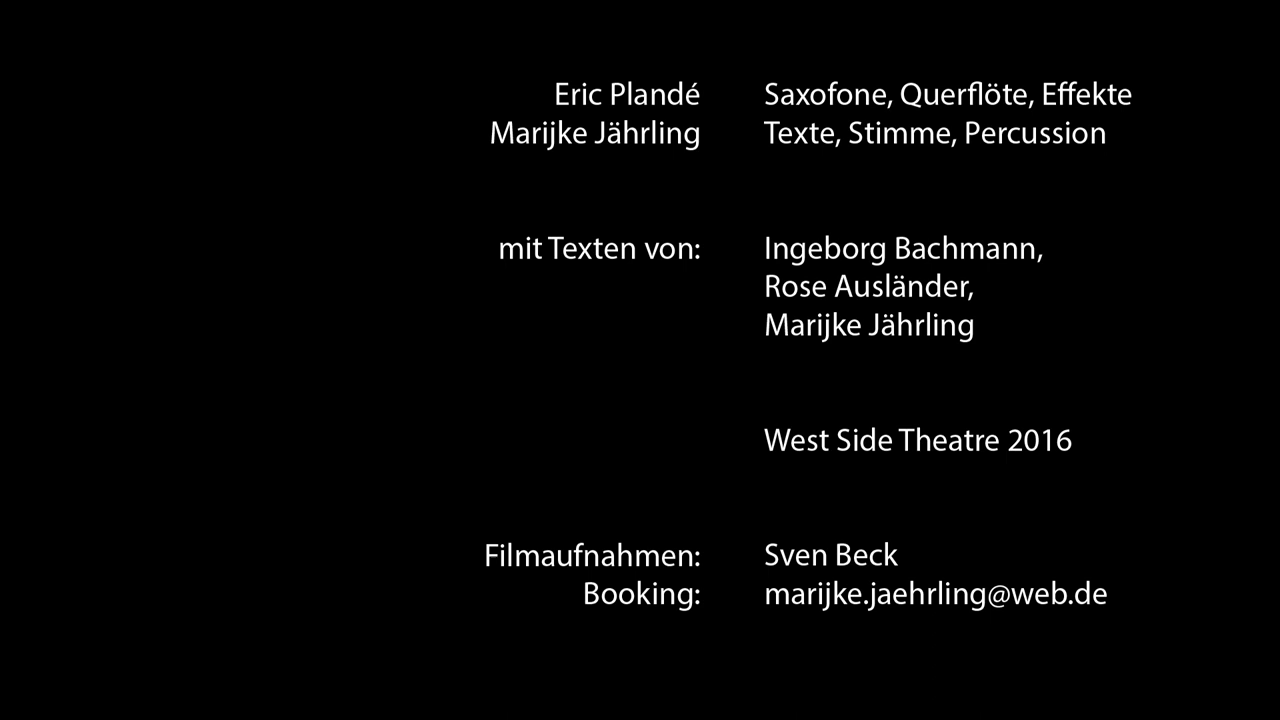 Eric Plandé Saxofone, Querflöte, Effekte
Marijke Jährling Texte, Stimme, Percussion
mit Texten von: Ingeborg Bachmann,
Rose Ausländer,
Marijke Jährling
West Side Theatre 2016
Filmaufnahmen: Sven Beck
Booking: marijke.jaehrling@web.de